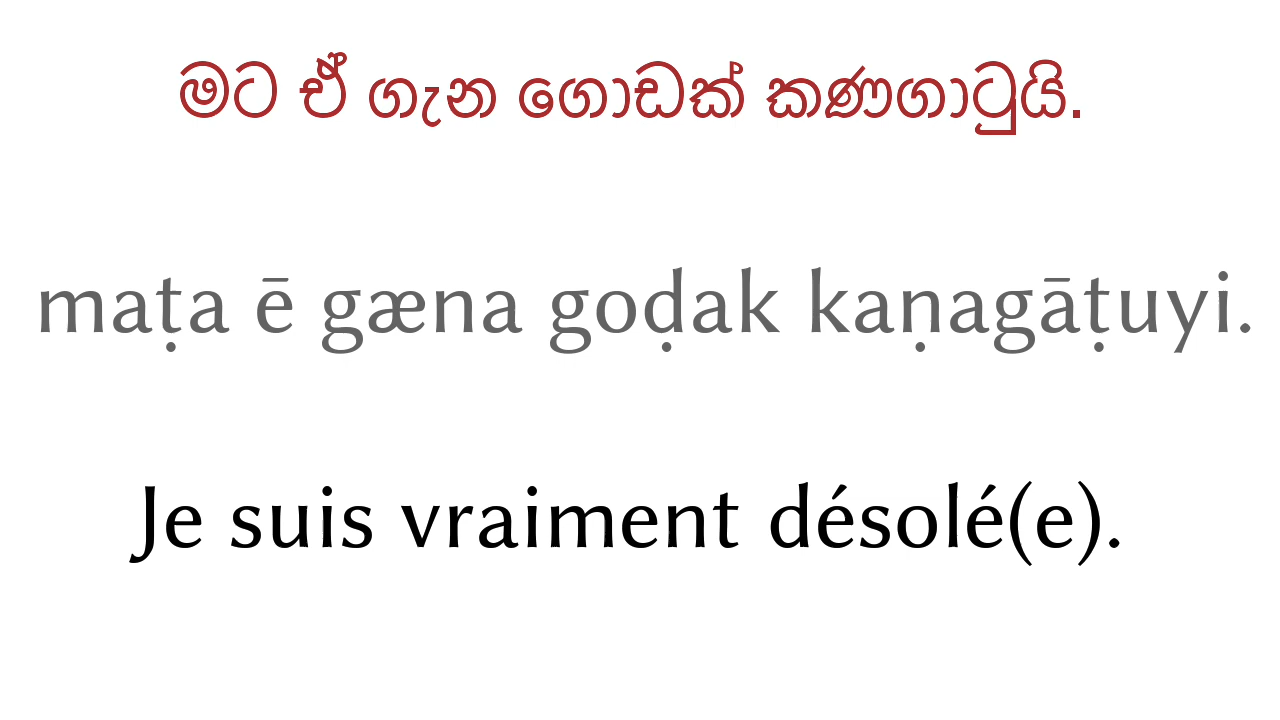 මට ඒ ගැන ගොඩක් කණගාටුයි.
maṭa ē gæna goḍak kaṇagāṭuyi.
Je suis vraiment désolé(e).